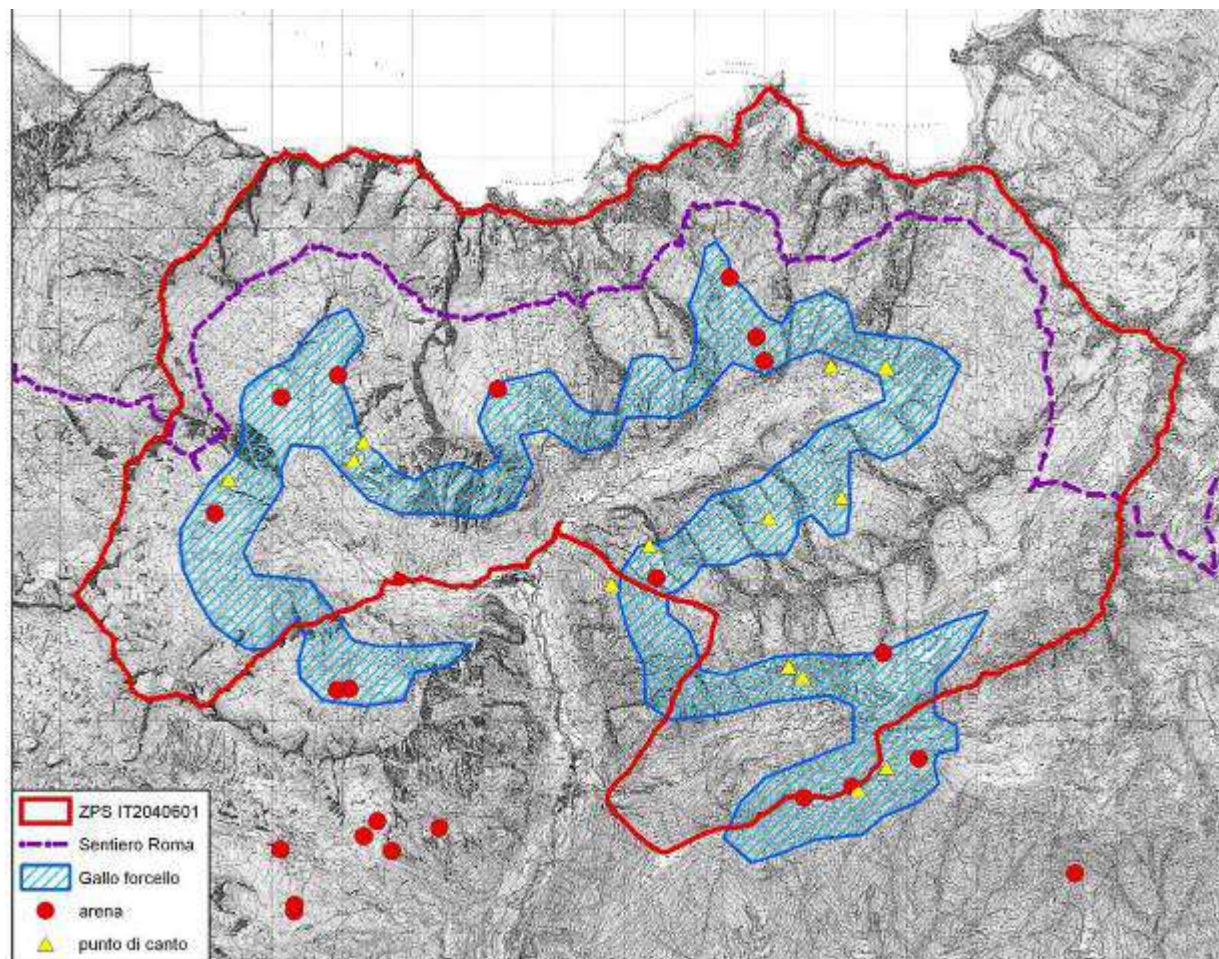 ZPS IT2040601
Sentiero Roma
Gallo forcello
arena
punto di canto